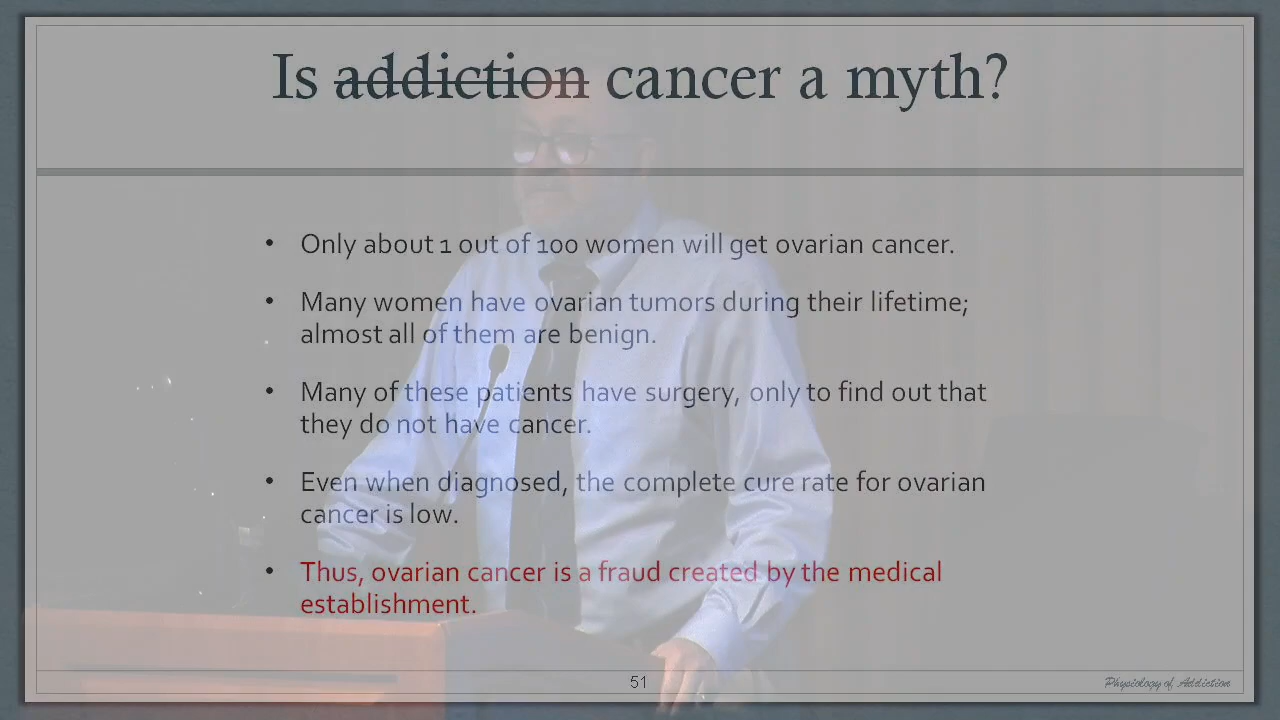 Is addiction cancer a myth?
• Only about 1 out of 100 women will get ovarian cancer.
• Many women have ovarian tumors during their lifetime;
almost all of them are benign.
• Many of these patients have surgery, only to find out that
they do not have cancer.
• Even when diagnosed, the complete cure rate for ovarian
cancer is low.
• Thus, ovarian cancer is a fraud created by the medical
establishment.
51
Physiology of Addiction